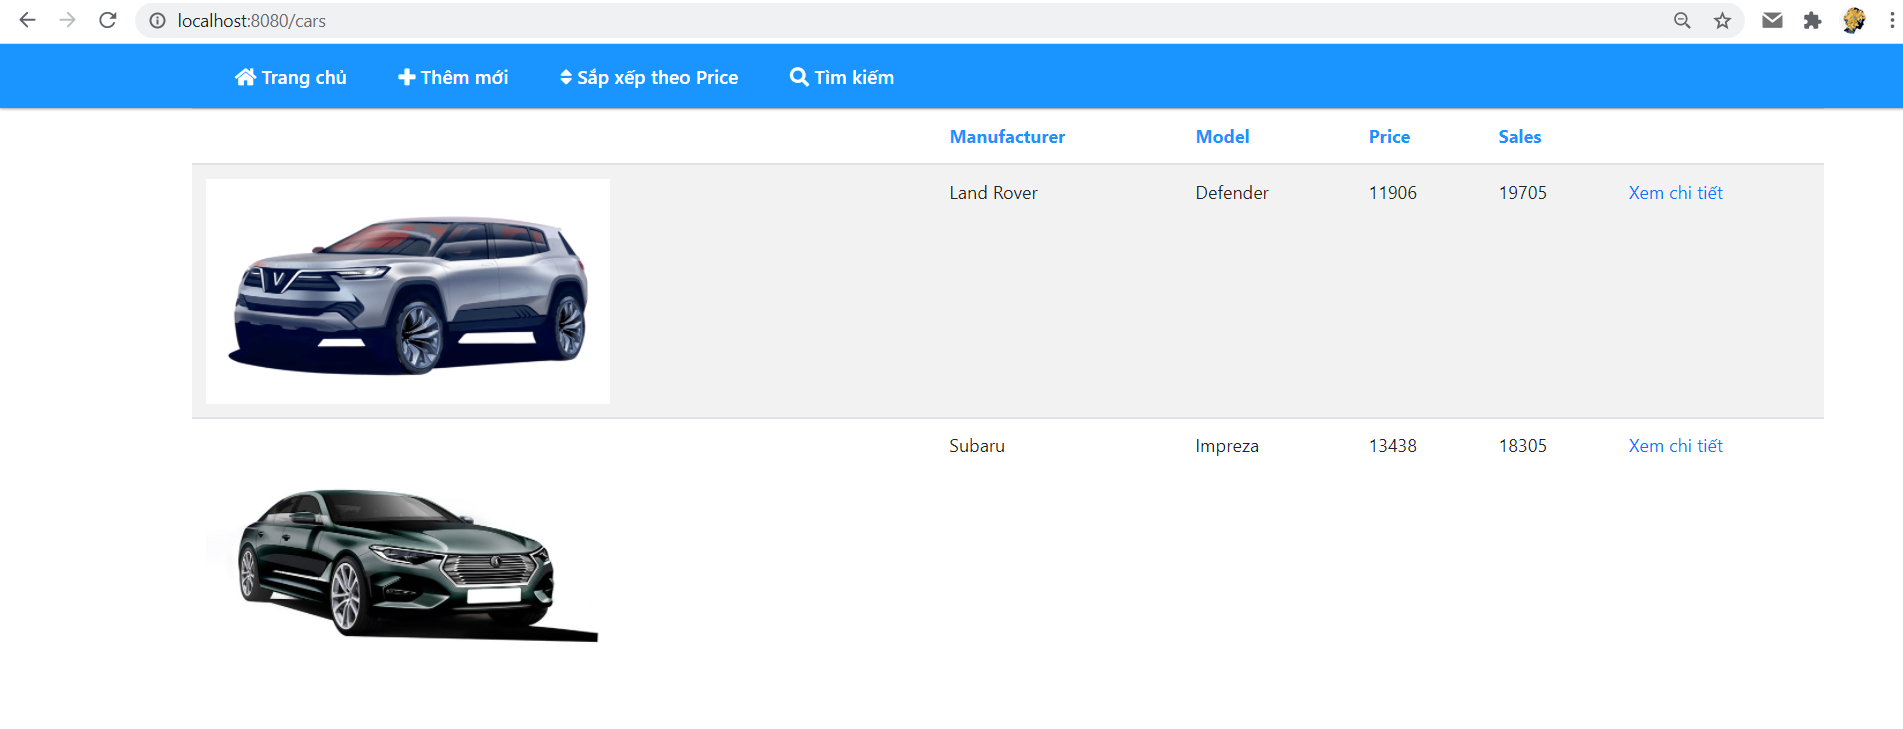 localhost:8080/cars
Trang chủ Thêm mới Sắp xếp theo Price Tìm kiếm
Manufacturer Model Price Sales
Land Rover Defender 11906 19705 Xem chi tiết
Subaru Impreza 13438 18305 Xem chi tiết